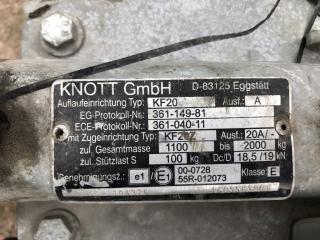 KNOTT GmbH D-83125 Eggstätt
Auflaufeinrichtung Typ: KF20 Ausf.: A
EG-Protokoll-Nr.: 361-149-81
ECE-Protokoll-Nr.: 361-040-11
mit Zugeinrichtung Typ: KF20 Ausf.: 20A/-
zul. Gesamtmasse 1100 bis 2000 kg
zul. Stützlast S 100 kg Dc/D 18,5/19 kN
Genehmigungsz.: e1 / E1 00-0728 55R-012073 Klasse: E